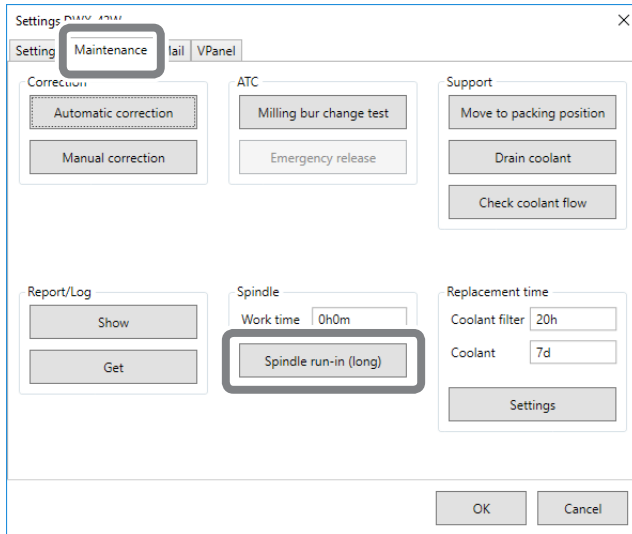 Settings DWX-42W
Setting Maintenance Mail VPanel
Correction
Automatic correction
Manual correction
ATC
Milling bur change test
Emergency release
Support
Move to packing position
Drain coolant
Check coolant flow
Report/Log
Show
Get
Spindle
Work time 0h0m
Spindle run-in (long)
Replacement time
Coolant filter 20h
Coolant 7d
Settings
OK
Cancel